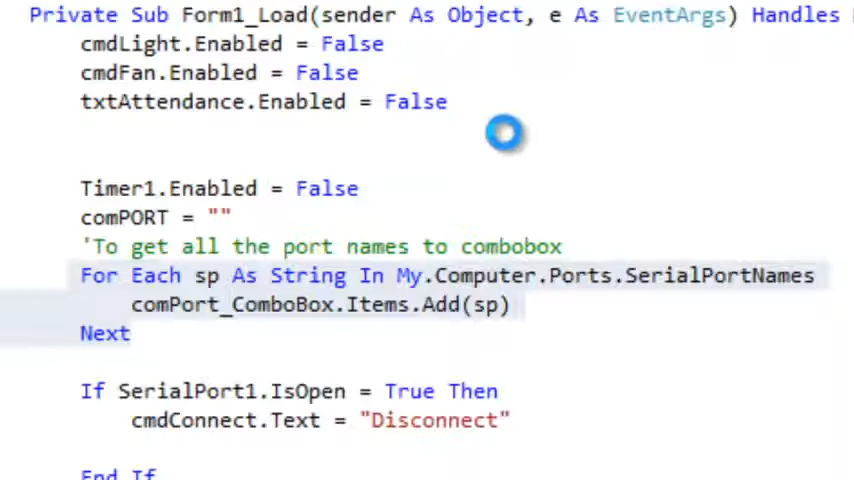 Private Sub Form1_Load(sender As Object, e As EventArgs) Handles
cmdLight.Enabled = False
cmdFan.Enabled = False
txtAttendance.Enabled = False
Timer1.Enabled = False
comPORT = ""
'To get all the port names to combobox
For Each sp As String In My.Computer.Ports.SerialPortNames
comPort_ComboBox.Items.Add(sp)
Next
If SerialPort1.IsOpen = True Then
cmdConnect.Text = "Disconnect"
End If